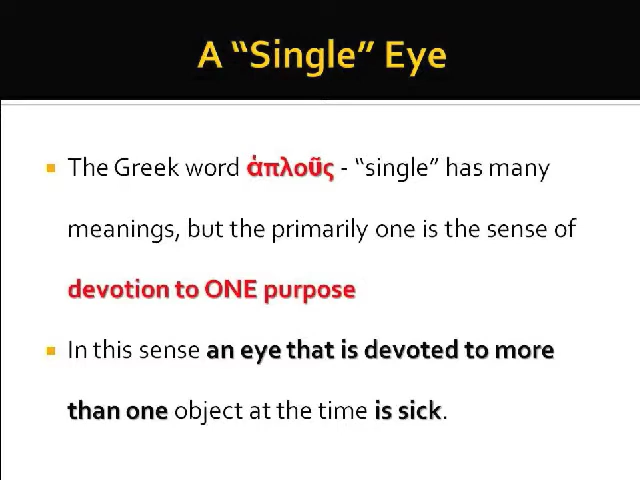 A “Single” Eye
The Greek word ἁπλοῦς - “single” has many
meanings, but the primarily one is the sense of
devotion to ONE purpose
In this sense an eye that is devoted to more
than one object at the time is sick.